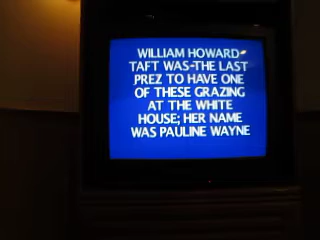 WILLIAM HOWARD
TAFT WAS THE LAST
PREZ TO HAVE ONE
OF THESE GRAZING
AT THE WHITE
HOUSE; HER NAME
WAS PAULINE WAYNE